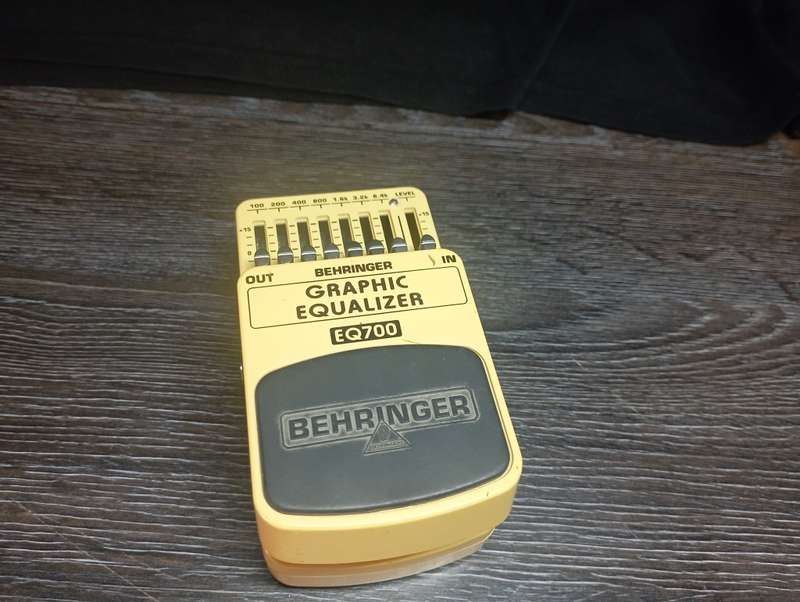 100 200 400 800 1.6k 3.2k 6.4k LEVEL
+15 +15
0
OUT BEHRINGER IN
GRAPHIC
EQUALIZER
EQ700
BEHRINGER